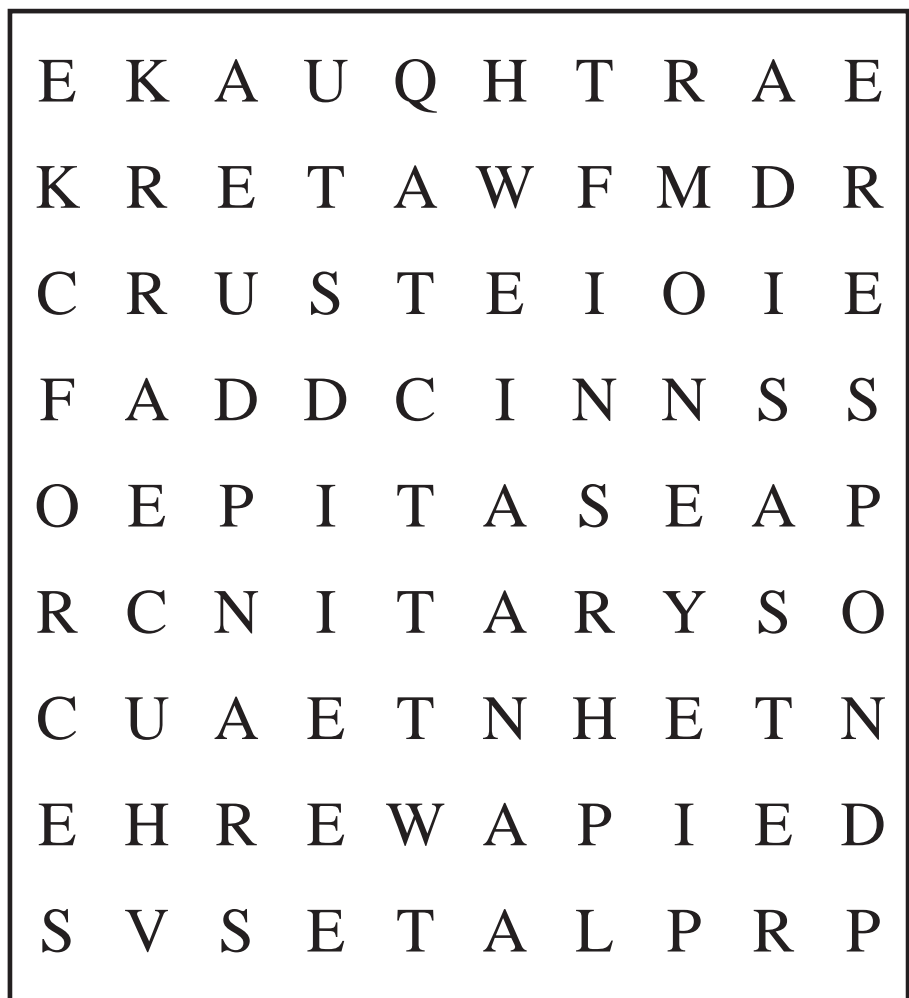 E K A U Q H T R A E
K R E T A W F M D R
C R U S T E I O I E
F A D D C I N N S S
O E P I T A S E A P
R C N I T A R Y S O
C U A E T N H E T N
E H R E W A P I E D
S V S E T A L P R P